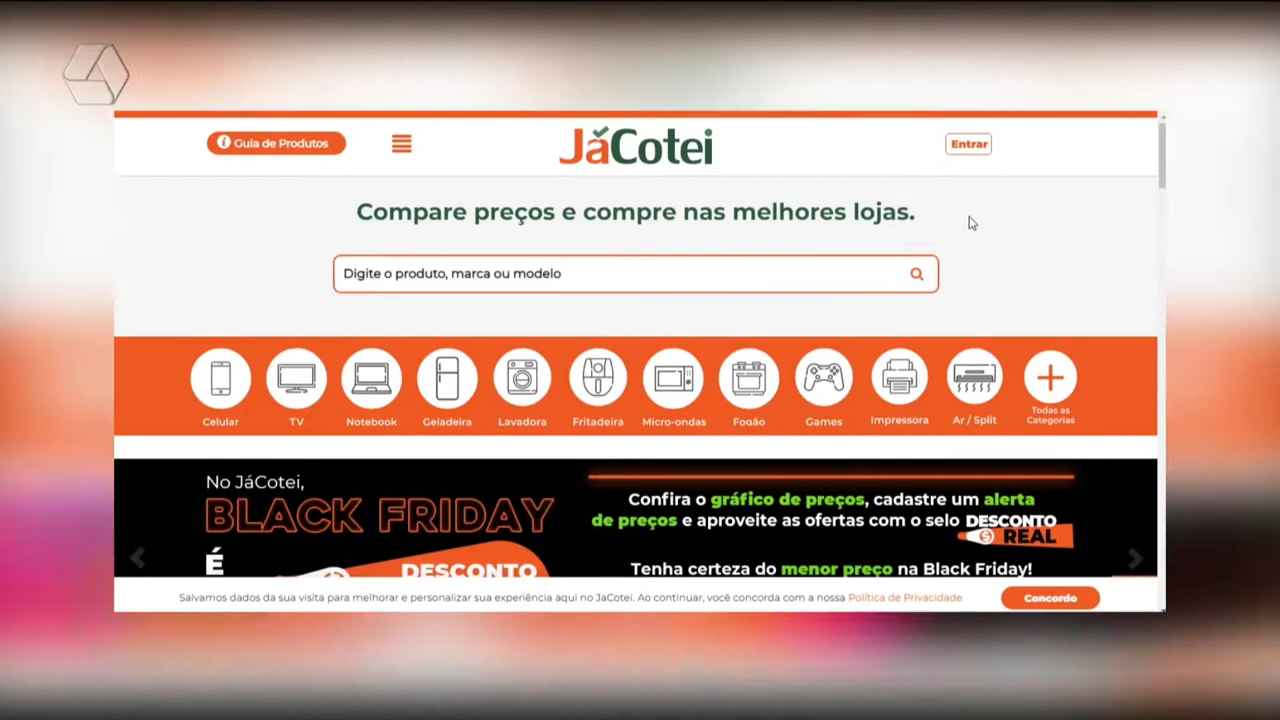 Guia de Produtos
JáCotei
Entrar
Compare preços e compre nas melhores lojas.
Digite o produto, marca ou modelo
Celular
TV
Notebook
Geladeira
Lavadora
Fritadeira
Micro-ondas
Fogão
Games
Impressora
Ar / Split
Todas as
Categorias
No JáCotei,
BLACK FRIDAY
É
DESCONTO
Confira o gráfico de preços, cadastre um alerta
de preços e aproveite as ofertas com o selo DESCONTO
REAL
Tenha certeza do menor preço na Black Friday!
Salvamos dados da sua visita para melhorar e personalizar sua experiência aqui no JaCotei. Ao continuar, você concorda com a nossa Política de Privacidade
Concordo